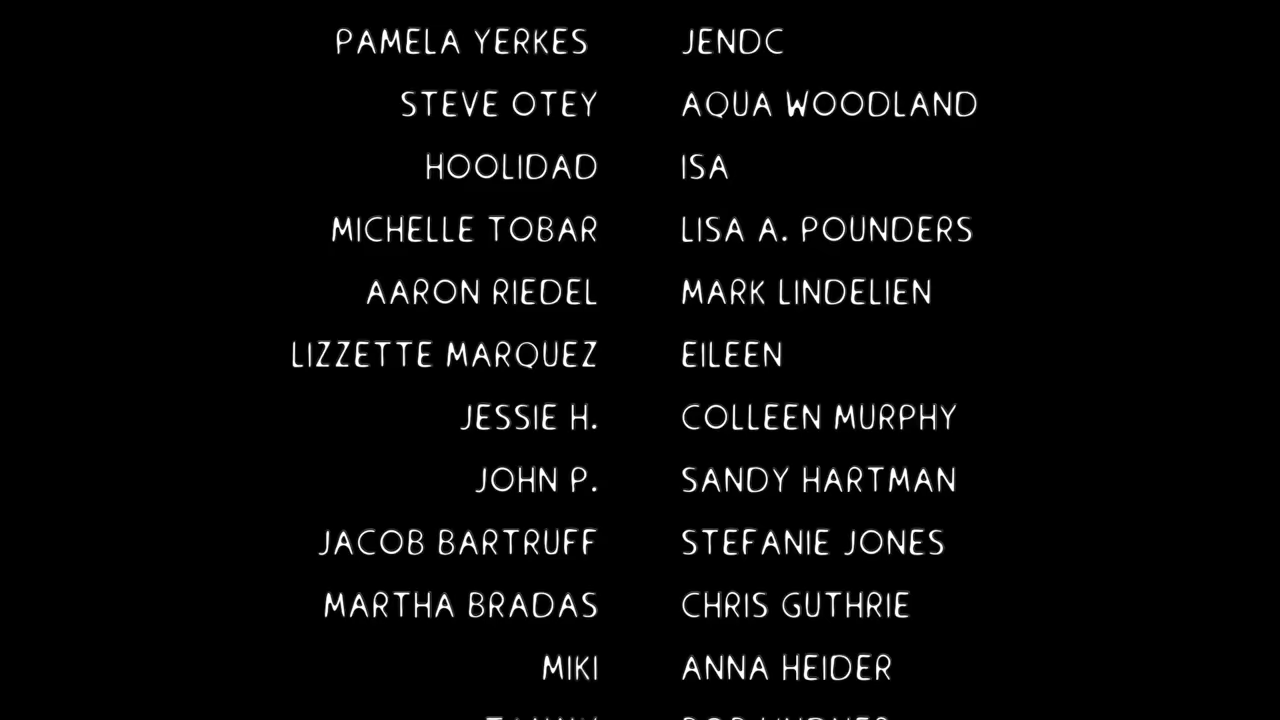 PAMELA YERKES JENDC
STEVE OTEY AQUA WOODLAND
HOOLIDAD ISA
MICHELLE TOBAR LISA A. POUNDERS
AARON RIEDEL MARK LINDELIEN
LIZZETTE MARQUEZ EILEEN
JESSIE H. COLLEEN MURPHY
JOHN P. SANDY HARTMAN
JACOB BARTRUFF STEFANIE JONES
MARTHA BRADAS CHRIS GUTHRIE
MIKI ANNA HEIDER